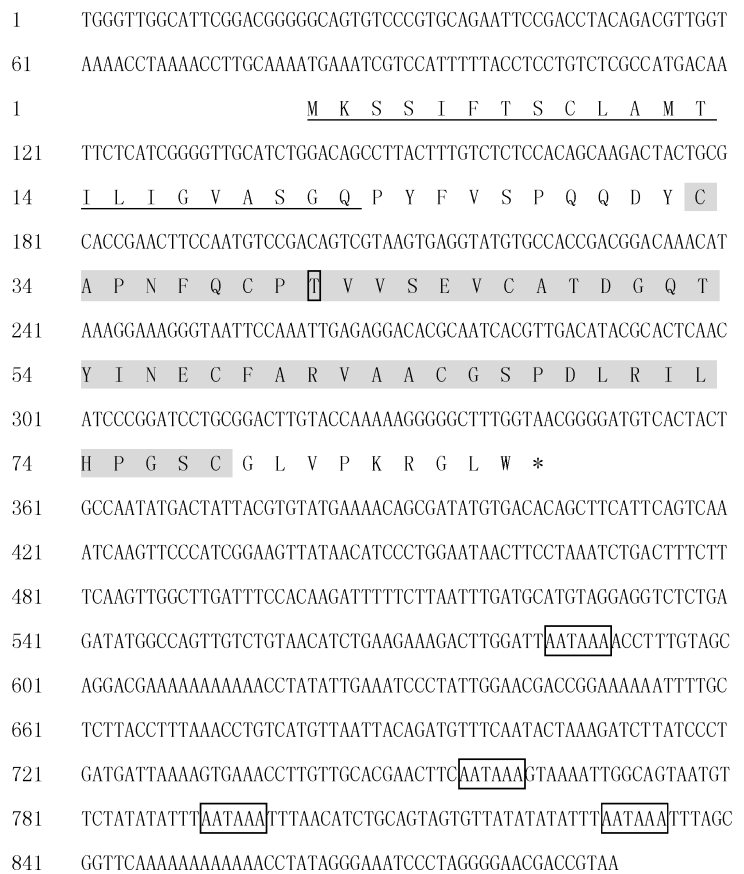 1 TGGGTTGGCATTCGGACGGGGGCAGTGTCCCGTGCAGAATTCCGACCTACAGACGTTGGT
61 AAAACCTAAAACCTTGCAAAATGAAATCGTCCATTTTTACCTCCTGTCTCGCCATGACAA
1 M K S S I F T S C L A M T
121 TTCTCATCGGGGTTGCATCTGGACAGCCTTACTTTGTCTCTCCACAGCAAGACTACTGCG
14 I L I G V A S G Q P Y F V S P Q Q D Y C
181 CACCGAACTTCCAATGTCCGACAGTCGTAAGTGAGGTATGTGCCACCGACGGACAAACAT
34 A P N F Q C P T V V S E V C A T D G Q T
241 AAAGGAAAGGGTAATTCCAAATTGAGAGGACACGCAATCACGTTGACATACGCACTCAAC
54 Y I N E C F A R V A A C G S P D L R I L
301 ATCCCGGATCCTGCGGACTTGTACCAAAAAGGGGGCTTTGGTAACGGGGATGTCACTACT
74 H P G S C G L V P K R G L W *
361 GCCAATATGACTATTACGTGTATGAAAACAGCGATATGTGACACAGCTTCATTCAGTCAA
421 ATCAAGTTCCCATCGGAAGTTATAACATCCCTGGAATAACTTCCTAAATCTGACTTTCTT
481 TCAAGTTGGCTTGATTTCCACAAGATTTTTCTTAATTTGATGCATGTAGGAGGTCTCTGA
541 GATATGGCCAGTTGTCTGTAACATCTGAAGAAAGACTTGGATTAATAAAACCTTTGTAGC
601 AGGACGAAAAAAAAAAACCTATATTGAAATCCCTATTGGAACGACCGGAAAAAATTTTGC
661 TCTTACCTTTAAACCTGTCATGTTAATTACAGATGTTTCAATACTAAAGATCTTATCCCT
721 GATGATTAAAAGTGAAACCTTGTTGCACGAACTTCAATAAAGTAAAATTGGCAGTAATGT
781 TCTATATATTTAATAAATTTAACATCTGCAGTAGTGTTATATATATTTAATAAATTTAGC
841 GGTTCAAAAAAAAAAAACCTATAGGGAAATCCCTAGGGGAACGACCGTAA